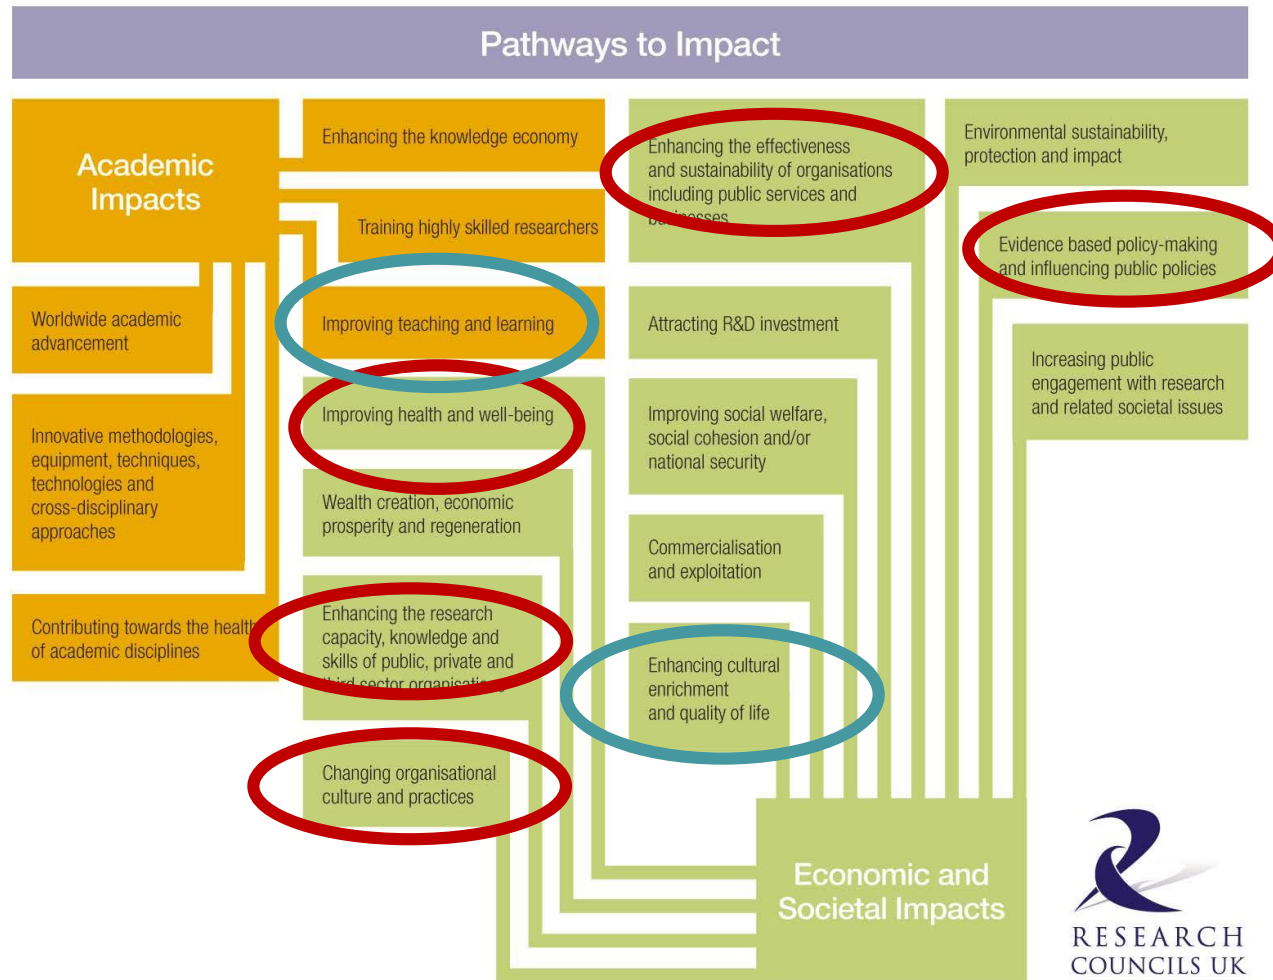 Pathways to Impact
Academic
Impacts
Enhancing the knowledge economy
Training highly skilled researchers
Improving teaching and learning
Worldwide academic
advancement
Innovative methodologies,
equipment, techniques,
technologies and
cross-disciplinary
approaches
Contributing towards the health
of academic disciplines
Improving health and well-being
Wealth creation, economic
prosperity and regeneration
Enhancing the research
capacity, knowledge and
skills of public, private and
third sector organisations
Changing organisational
culture and practices
Enhancing the effectiveness
and sustainability of organisations
including public services and
businesses
Attracting R&D investment
Improving social welfare,
social cohesion and/or
national security
Commercialisation
and exploitation
Enhancing cultural
enrichment
and quality of life
Environmental sustainability,
protection and impact
Evidence based policy-making
and influencing public policies
Increasing public
engagement with research
and related societal issues
Economic and
Societal Impacts
RESEARCH
COUNCILS UK